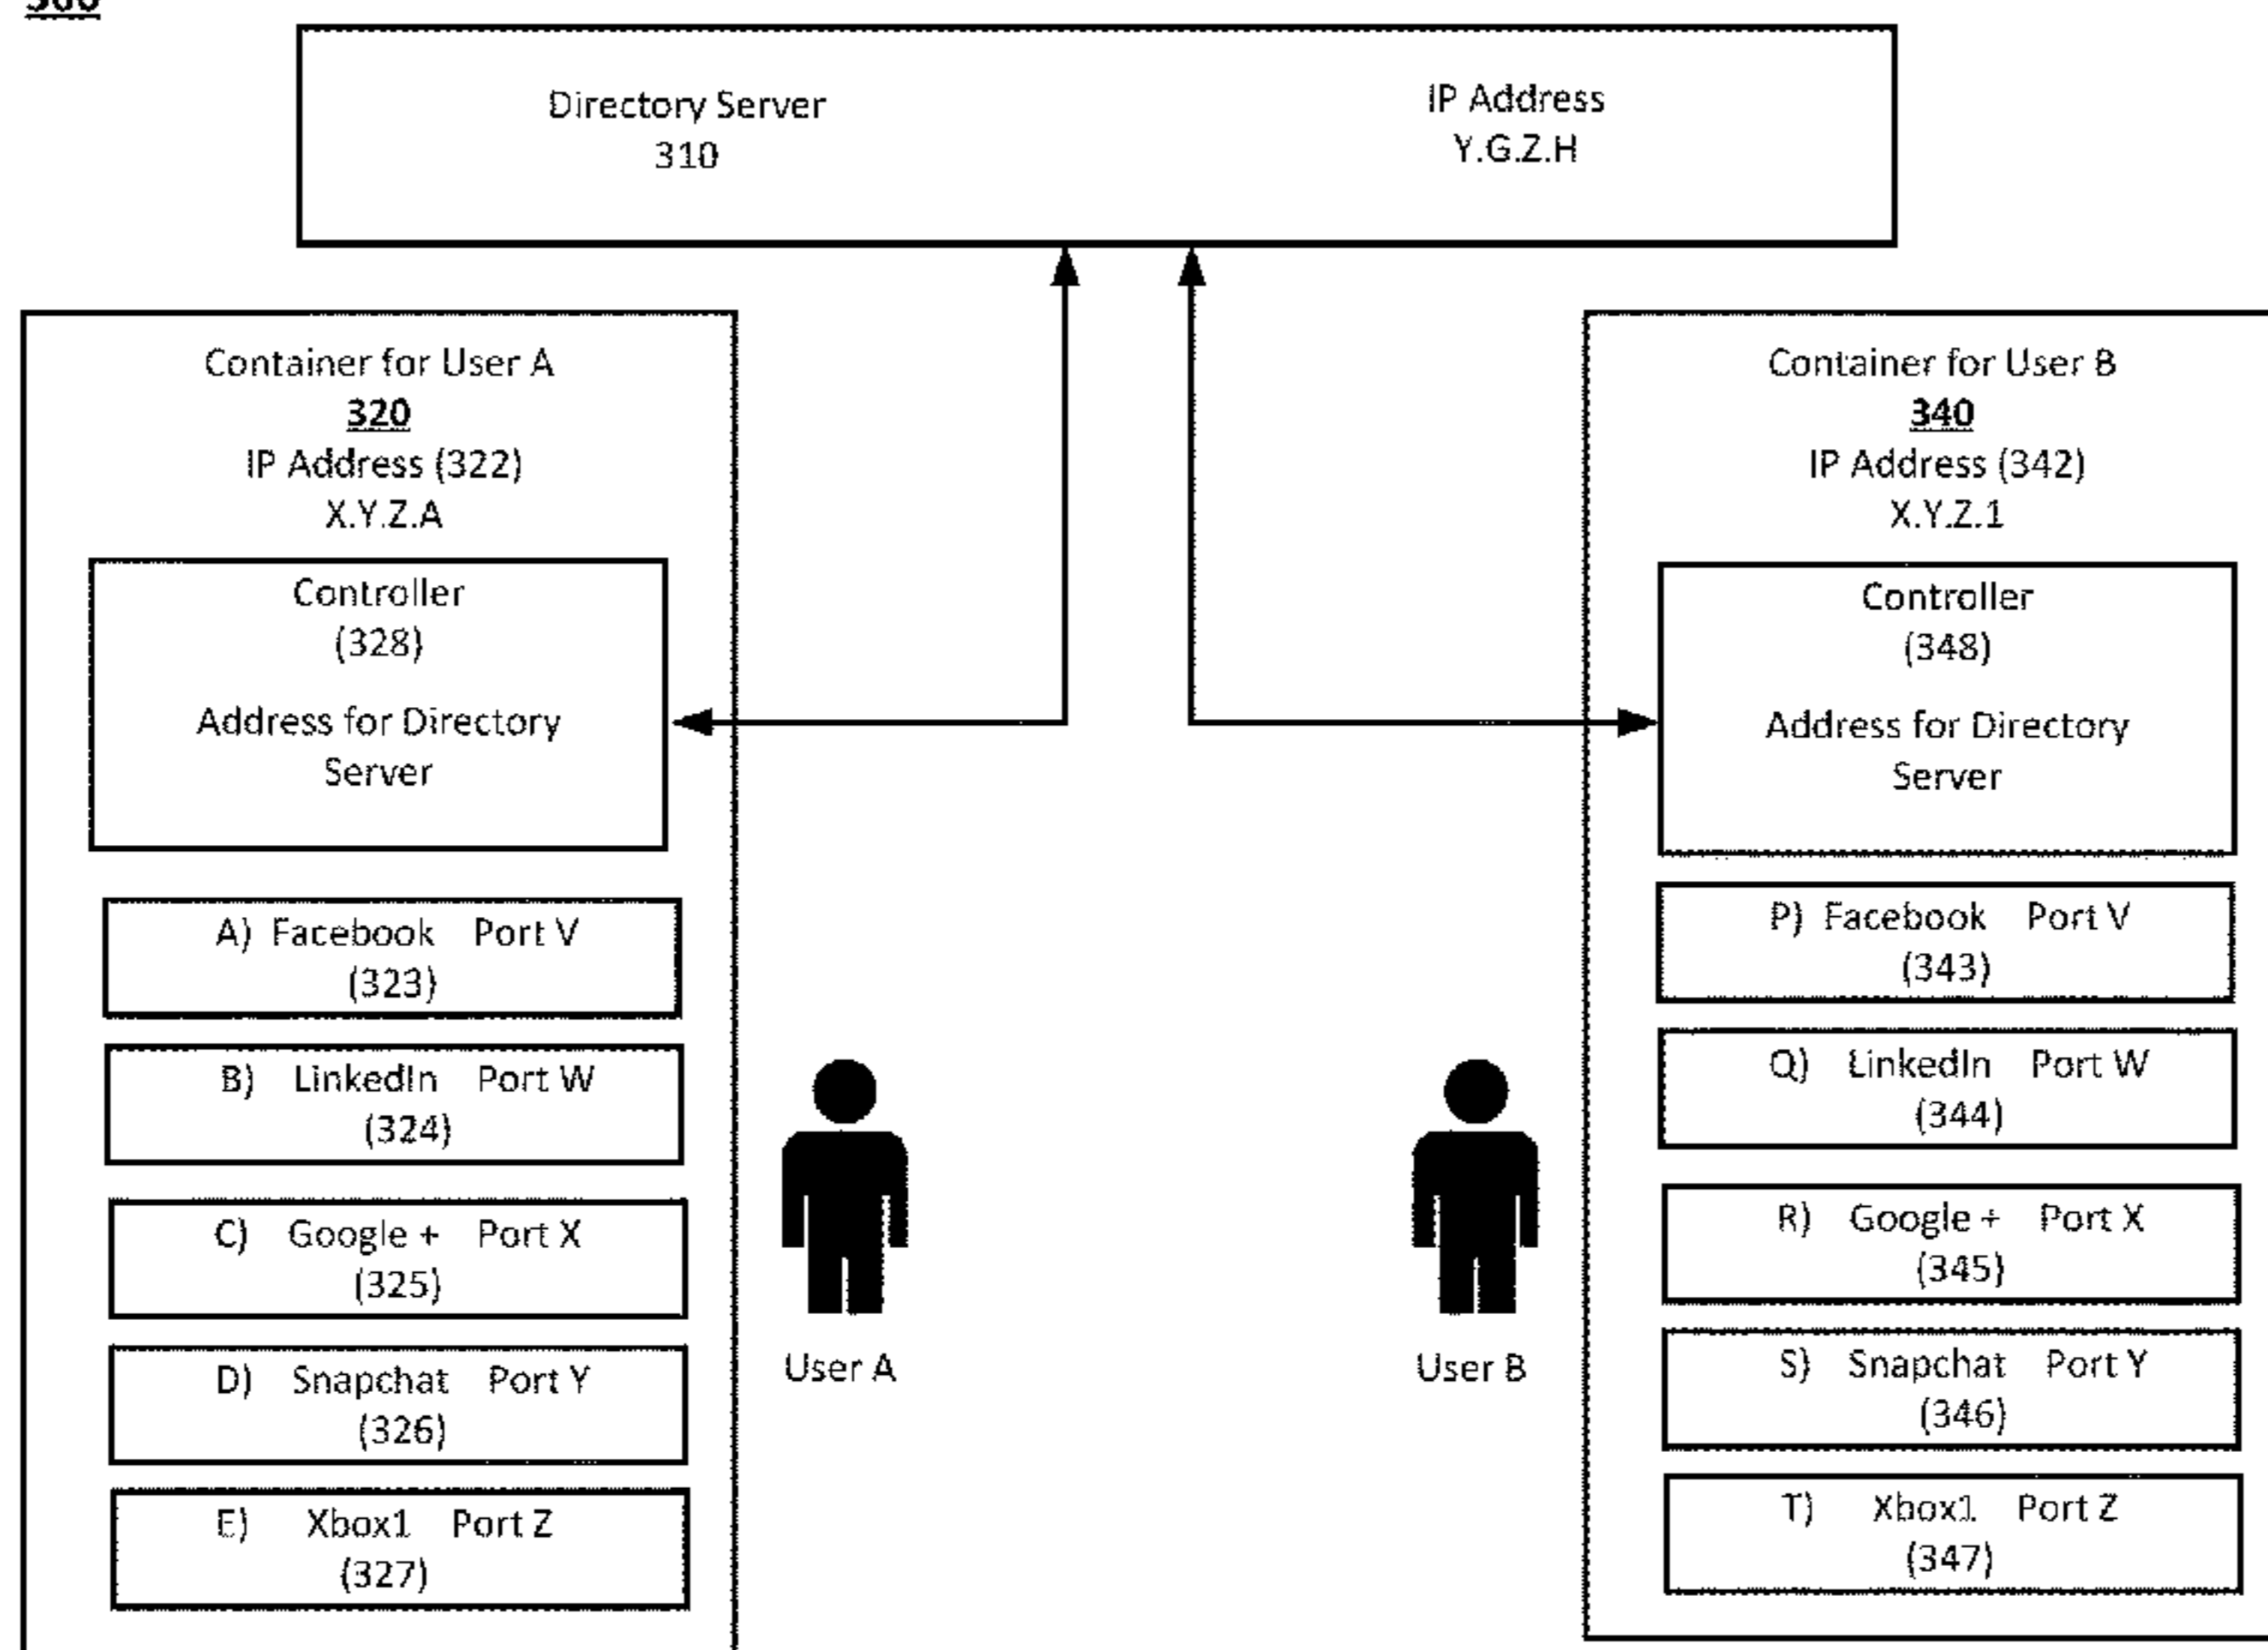 Directory Server
310
IP Address
Y.G.Z.H
Container for User A
320
IP Address (322)
X.Y.Z.A
Controller
(328)
Address for Directory
Server
A) Facebook Port V
(323)
B) LinkedIn Port W
(324)
C) Google + Port X
(325)
D) Snapchat Port Y
(326)
E) Xbox1 Port Z
(327)
User A
User B
Container for User B
340
IP Address (342)
X.Y.Z.1
Controller
(348)
Address for Directory
Server
P) Facebook Port V
(343)
Q) LinkedIn Port W
(344)
R) Google + Port X
(345)
S) Snapchat Port Y
(346)
T) Xbox1 Port Z
(347)